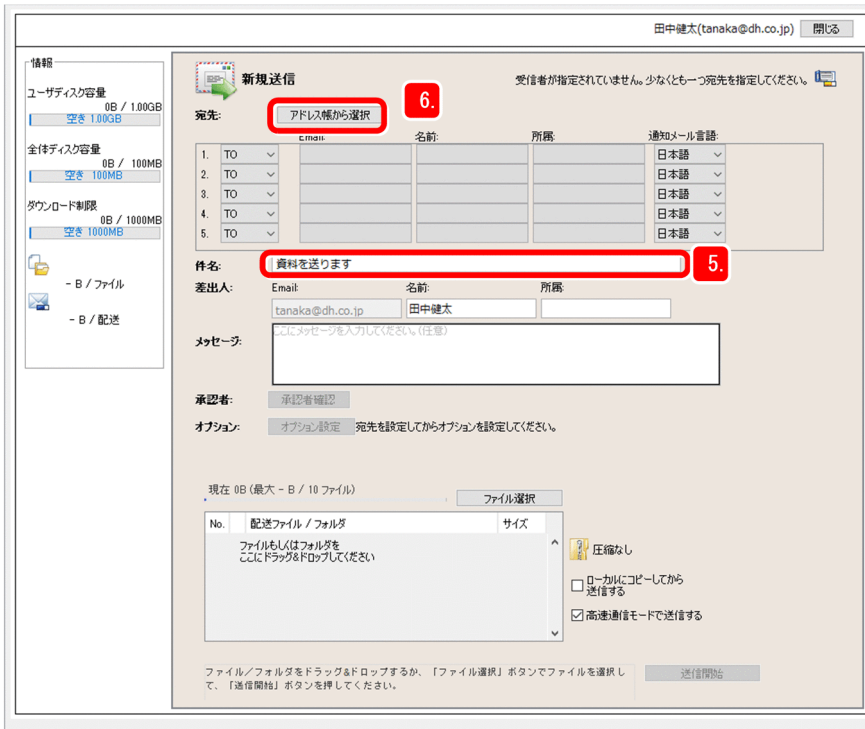 田中健太(tanaka@dh.co.jp) 閉じる
情報
ユーザディスク容量
0B / 1.00GB
空き 1.00GB
全体ディスク容量
0B / 100MB
空き 100MB
ダウンロード制限
0B / 1000MB
空き 1000MB
- B / ファイル
- B / 配送
新規送信
受信者が指定されていません。少なくとも一つ宛先を指定してください。
宛先: アドレス帳から選択 6.
Email: 名前: 所属: 通知メール言語:
1. TO 日本語
2. TO 日本語
3. TO 日本語
4. TO 日本語
5. TO 日本語
件名: 資料を送ります 5.
差出人: Email: 名前: 所属:
tanaka@dh.co.jp 田中健太
メッセージ: ここにメッセージを入力してください。(任意)
承認者: 承認者確認
オプション: オプション設定 宛先を設定してからオプションを設定してください。
現在 0B (最大 - B / 10 ファイル) ファイル選択
No. 配送ファイル / フォルダ サイズ
ファイルもしくはフォルダを
ここにドラッグ&ドロップしてください
圧縮なし
ローカルにコピーしてから
送信する
高速通信モードで送信する
ファイル/フォルダをドラッグ&ドロップするか、「ファイル選択」ボタンでファイルを選択し
て、「送信開始」ボタンを押してください。
送信開始